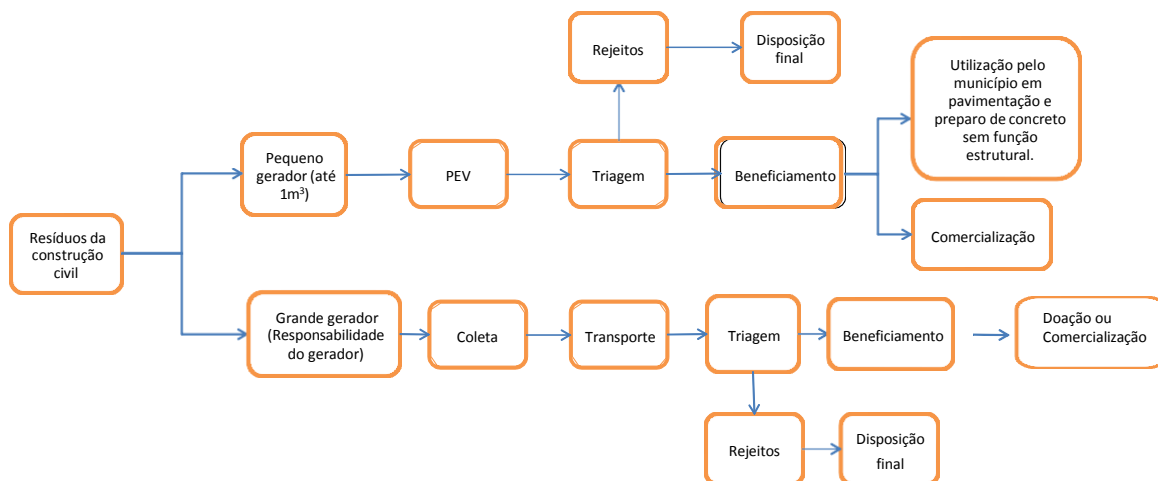 Rejeitos
Disposição
final
Utilização pelo
município em
pavimentação e
preparo de concreto
sem função
estrutural.
Pequeno
gerador (até
1m³)
PEV
Triagem
Beneficiamento
Resíduos da
construção
civil
Comercialização
Grande gerador
(Responsabilidade
do gerador)
Coleta
Transporte
Triagem
Beneficiamento
Doação ou
Comercialização
Rejeitos
Disposição
final